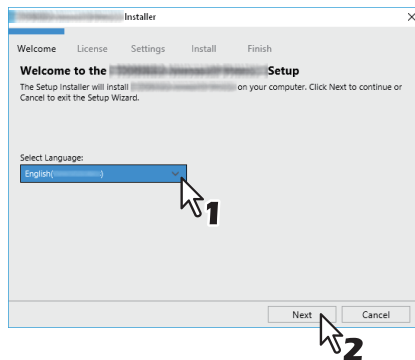 Installer
Welcome License Settings Install Finish
Welcome to the Setup
The Setup Installer will install on your computer. Click Next to continue or
Cancel to exit the Setup Wizard.
Select Language:
English( )
1
Next Cancel
2